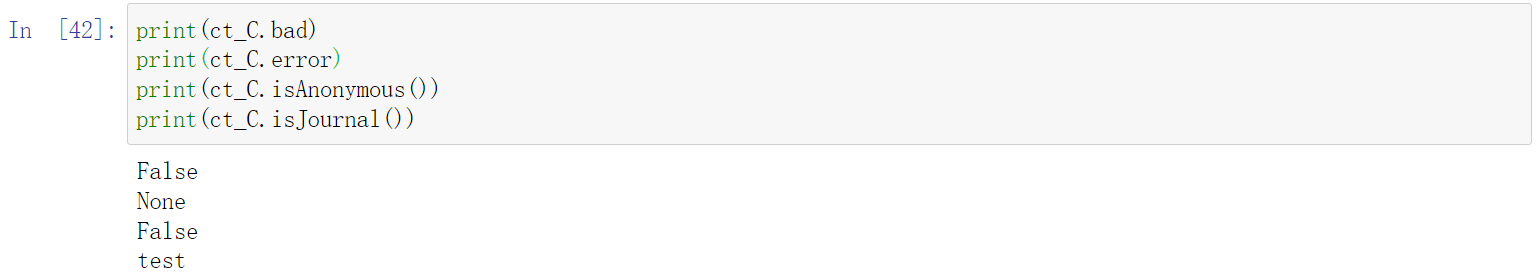 In [42]: print(ct_C.bad)
print(ct_C.error)
print(ct_C.isAnonymous())
print(ct_C.isJournal())
False
None
False
test